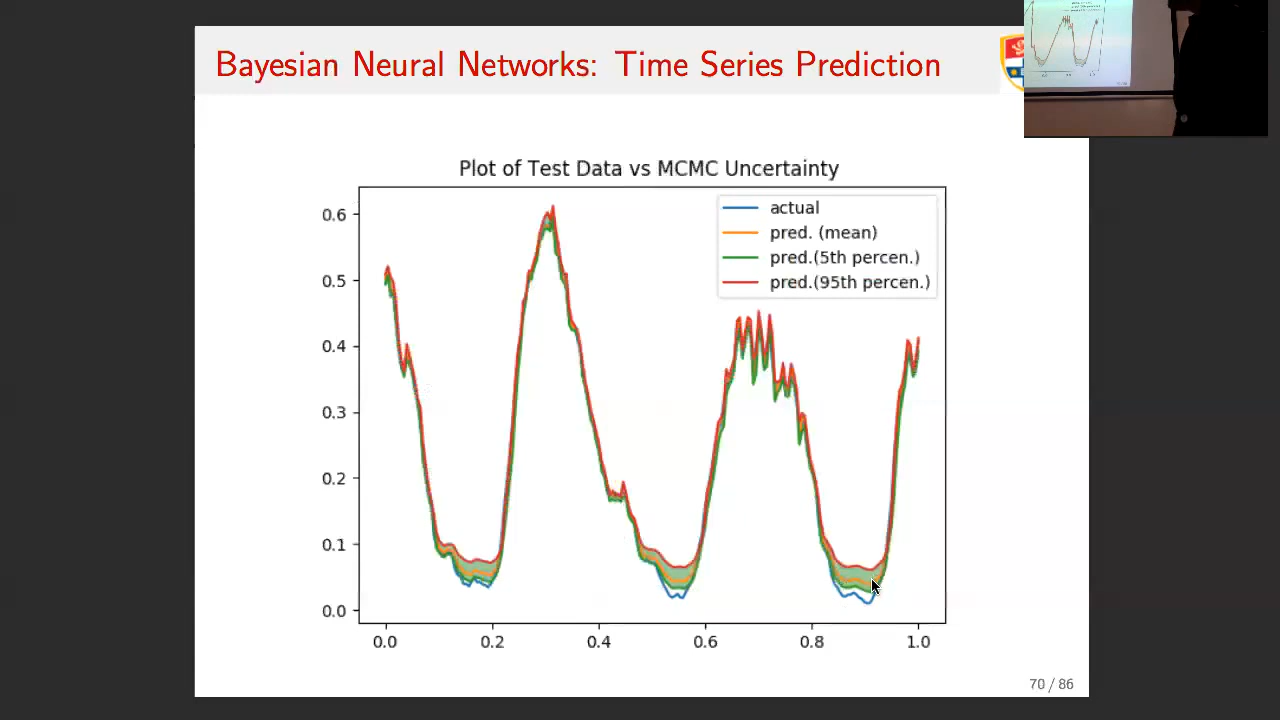 Bayesian Neural Networks: Time Series Prediction
Plot of Test Data vs MCMC Uncertainty
actual
pred. (mean)
pred.(5th percen.)
pred.(95th percen.)
0.6
0.5
0.4
0.3
0.2
0.1
0.0
0.0 0.2 0.4 0.6 0.8 1.0
70 / 86